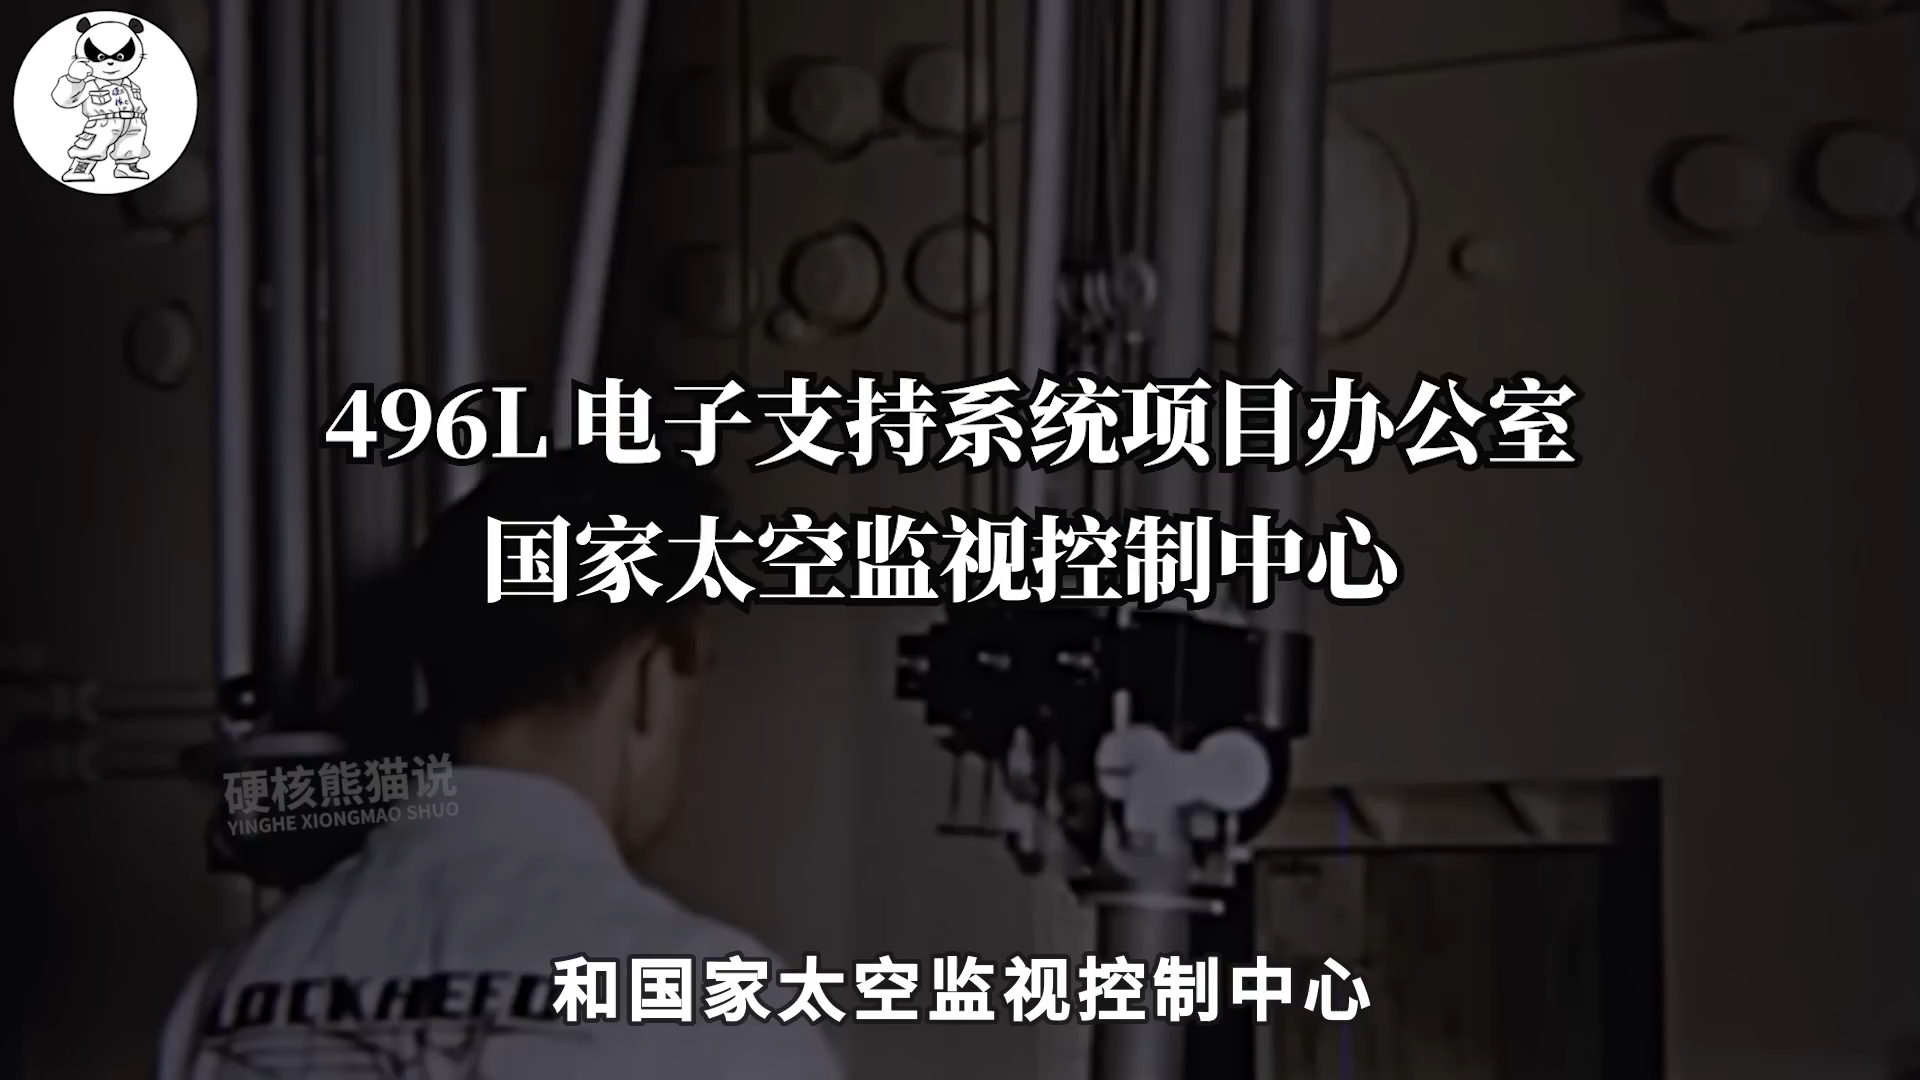 496L 电子支持系统项目办公室
国家太空监视控制中心
硬核熊猫说
YINGHE XIONGMAO SHUO
LOCKHEED
和国家太空监视控制中心